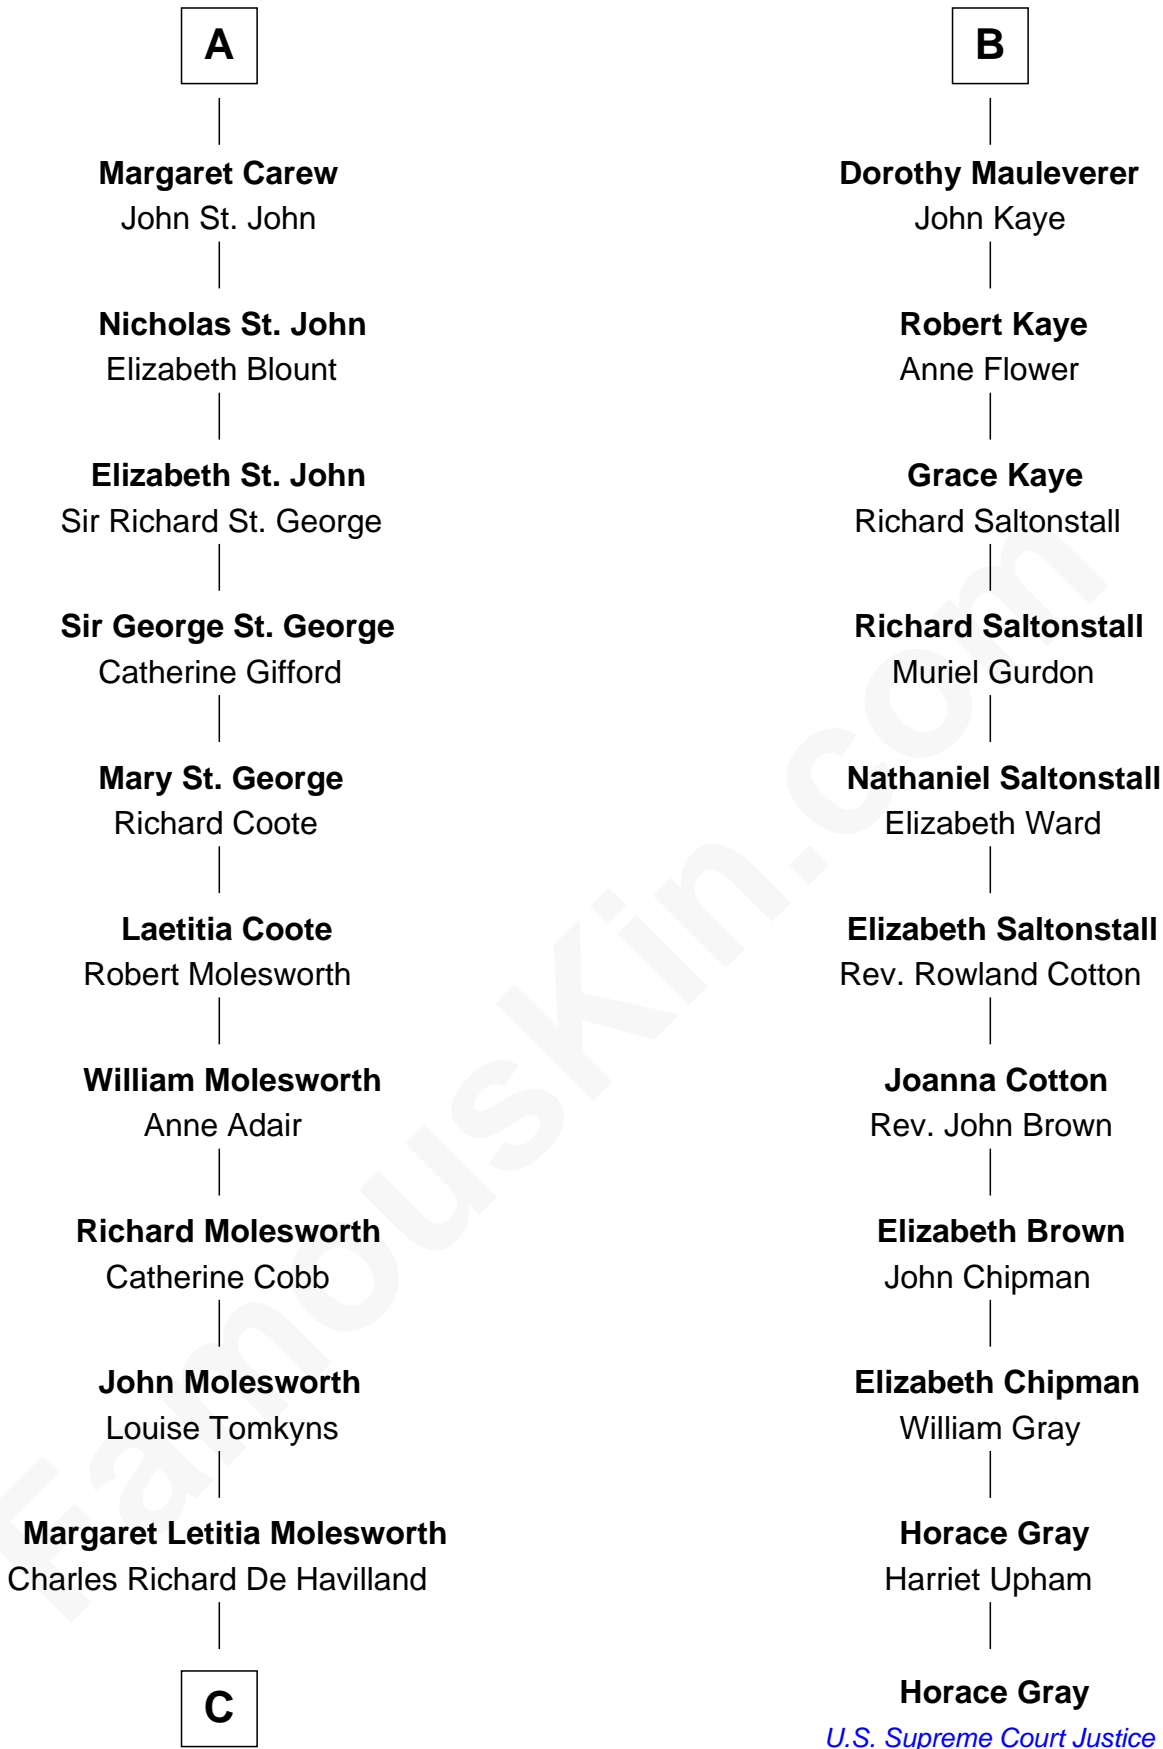 A
Margaret Carew
John St. John
Nicholas St. John
Elizabeth Blount
Elizabeth St. John
Sir Richard St. George
Sir George St. George
Catherine Gifford
Mary St. George
Richard Coote
Laetitia Coote
Robert Molesworth
William Molesworth
Anne Adair
Richard Molesworth
Catherine Cobb
John Molesworth
Louise Tomkyns
Margaret Letitia Molesworth
Charles Richard De Havilland
C
B
Dorothy Mauleverer
John Kaye
Robert Kaye
Anne Flower
Grace Kaye
Richard Saltonstall
Richard Saltonstall
Muriel Gurdon
Nathaniel Saltonstall
Elizabeth Ward
Elizabeth Saltonstall
Rev. Rowland Cotton
Joanna Cotton
Rev. John Brown
Elizabeth Brown
John Chipman
Elizabeth Chipman
William Gray
Horace Gray
Harriet Upham
Horace Gray
U.S. Supreme Court Justice
FamousKin.com